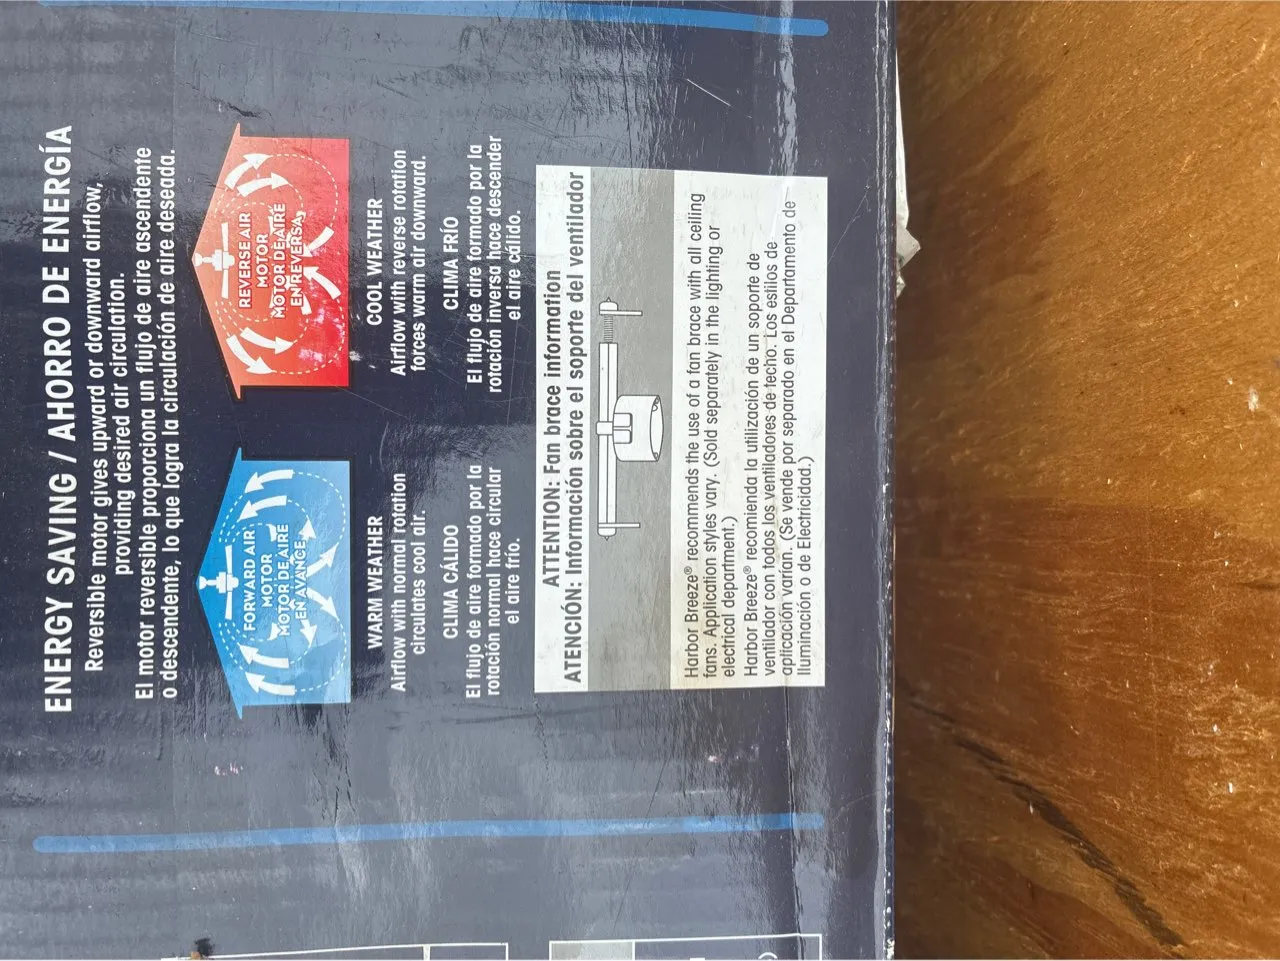 ENERGY SAVING / AHORRO DE ENERGÍA
Reversible motor gives upward or downward airflow,
providing desired air circulation.
El motor reversible proporciona un flujo de aire ascendente
o descendente, lo que logra la circulación de aire deseada.
FORWARD AIR
MOTOR
MOTOR DE AIRE
EN AVANCE
WARM WEATHER
Airflow with normal rotation
circulates cool air.
CLIMA CÁLIDO
El flujo de aire formado por la
rotación normal hace circular
el aire frío.
REVERSE AIR
MOTOR
MOTOR DE AIRE
EN REVERSA
COOL WEATHER
Airflow with reverse rotation
forces warm air downward.
CLIMA FRÍO
El flujo de aire formado por la
rotación inversa hace descender
el aire cálido.
ATTENTION: Fan brace information
ATENCIÓN: Información sobre el soporte del ventilador
Harbor Breeze® recommends the use of a fan brace with all ceiling
fans. Application styles vary. (Sold separately in the lighting or
electrical department.)
Harbor Breeze® recomienda la utilización de un soporte de
ventilador con todos los ventiladores de techo. Los estilos de
aplicación varían. (Se vende por separado en el Departamento de
Iluminación o de Electricidad.)